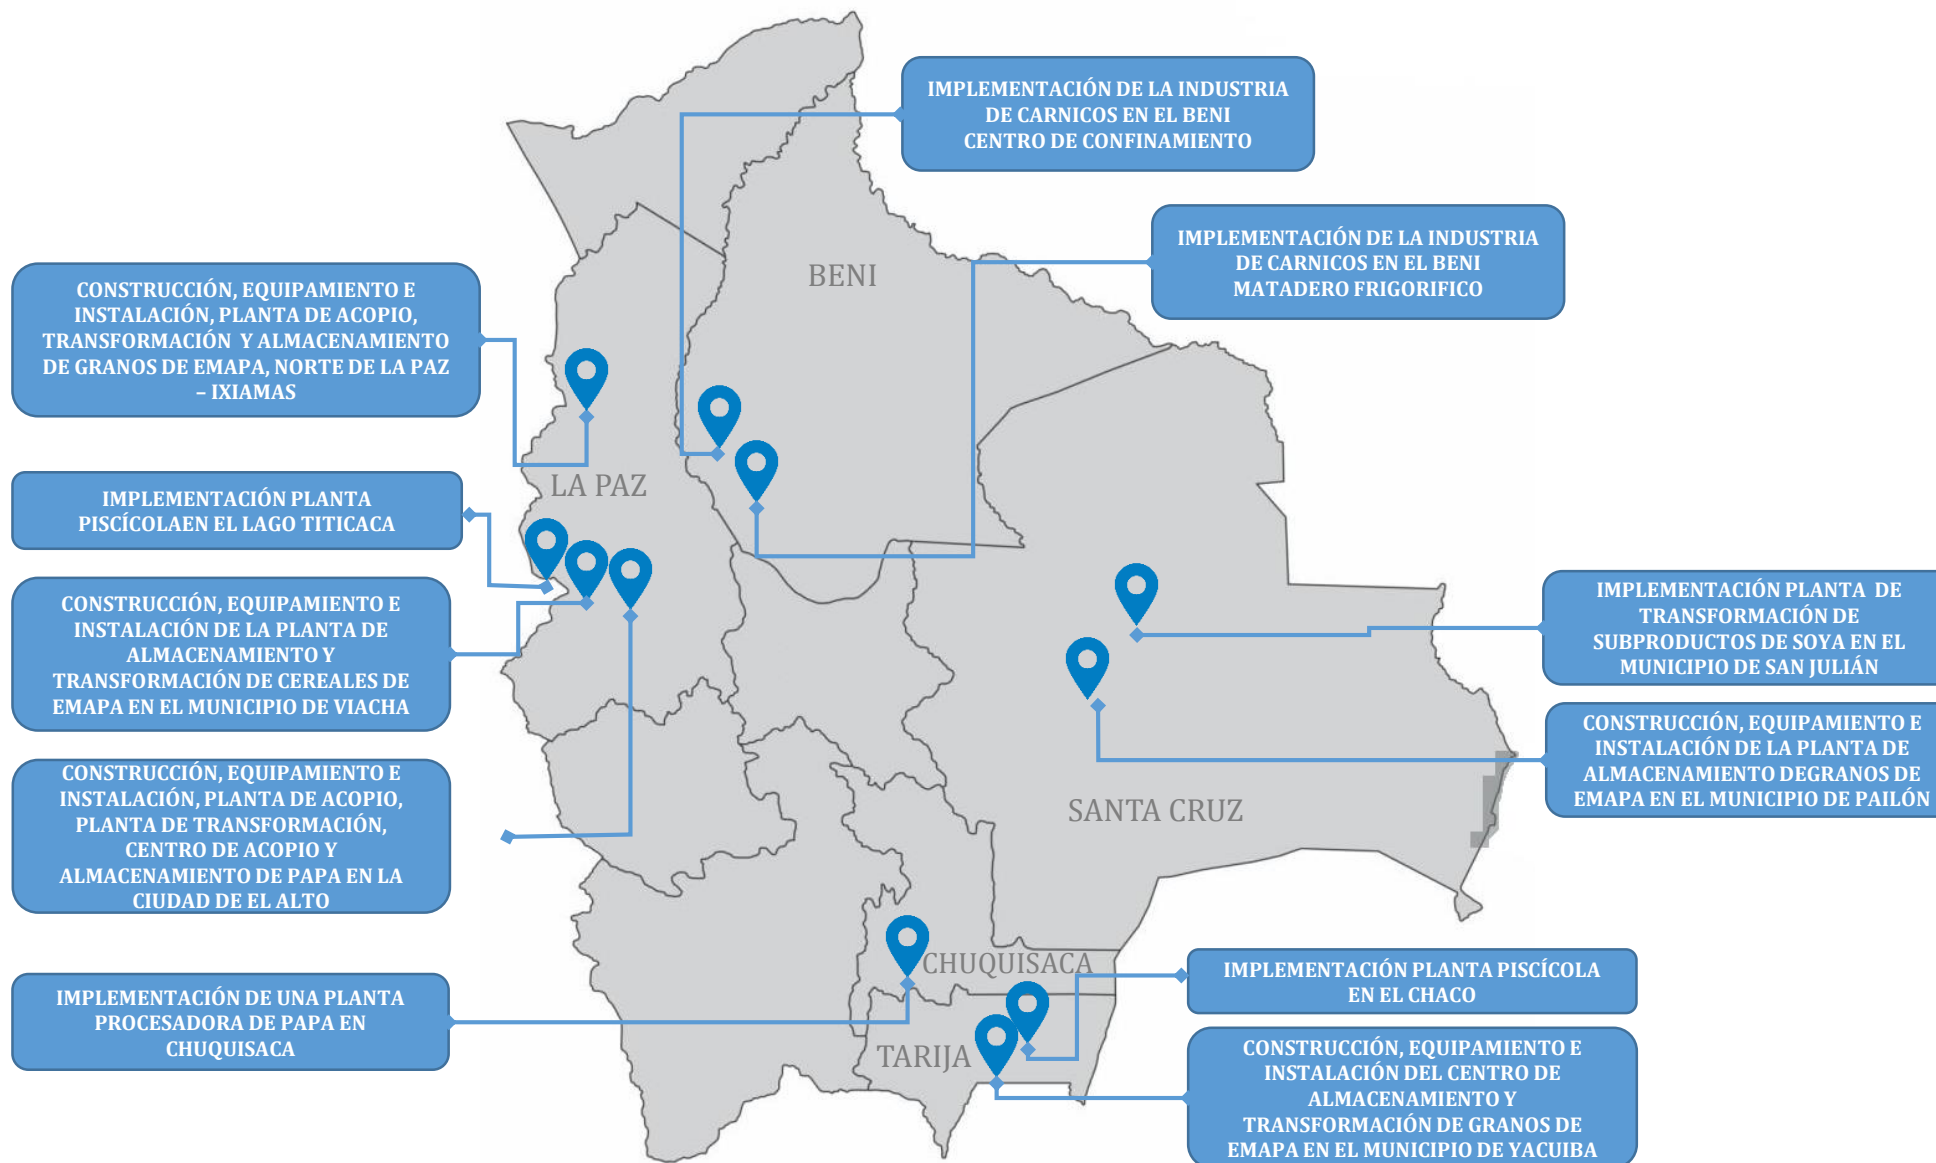 IMPLEMENTACIÓN DE LA INDUSTRIA
DE CARNICOS EN EL BENI
CENTRO DE CONFINAMIENTO
IMPLEMENTACIÓN DE LA INDUSTRIA
DE CARNICOS EN EL BENI
MATADERO FRIGORIFICO
BENI
CONSTRUCCIÓN, EQUIPAMIENTO E
INSTALACIÓN, PLANTA DE ACOPIO,
TRANSFORMACIÓN Y ALMACENAMIENTO
DE GRANOS DE EMAPA, NORTE DE LA PAZ
– IXIAMAS
LA PAZ
IMPLEMENTACIÓN PLANTA
PISCÍCOLAEN EL LAGO TITICACA
CONSTRUCCIÓN, EQUIPAMIENTO E
INSTALACIÓN DE LA PLANTA DE
ALMACENAMIENTO Y
TRANSFORMACIÓN DE CEREALES DE
EMAPA EN EL MUNICIPIO DE VIACHA
IMPLEMENTACIÓN PLANTA DE
TRANSFORMACIÓN DE
SUBPRODUCTOS DE SOYA EN EL
MUNICIPIO DE SAN JULIÁN
CONSTRUCCIÓN, EQUIPAMIENTO E
INSTALACIÓN DE LA PLANTA DE
ALMACENAMIENTO DEGRANOS DE
EMAPA EN EL MUNICIPIO DE PAILÓN
SANTA CRUZ
CONSTRUCCIÓN, EQUIPAMIENTO E
INSTALACIÓN, PLANTA DE ACOPIO,
PLANTA DE TRANSFORMACIÓN,
CENTRO DE ACOPIO Y
ALMACENAMIENTO DE PAPA EN LA
CIUDAD DE EL ALTO
CHUQUISACA
IMPLEMENTACIÓN DE UNA PLANTA
PROCESADORA DE PAPA EN
CHUQUISACA
IMPLEMENTACIÓN PLANTA PISCÍCOLA
EN EL CHACO
TARIJA
CONSTRUCCIÓN, EQUIPAMIENTO E
INSTALACIÓN DEL CENTRO DE
ALMACENAMIENTO Y
TRANSFORMACIÓN DE GRANOS DE
EMAPA EN EL MUNICIPIO DE YACUIBA